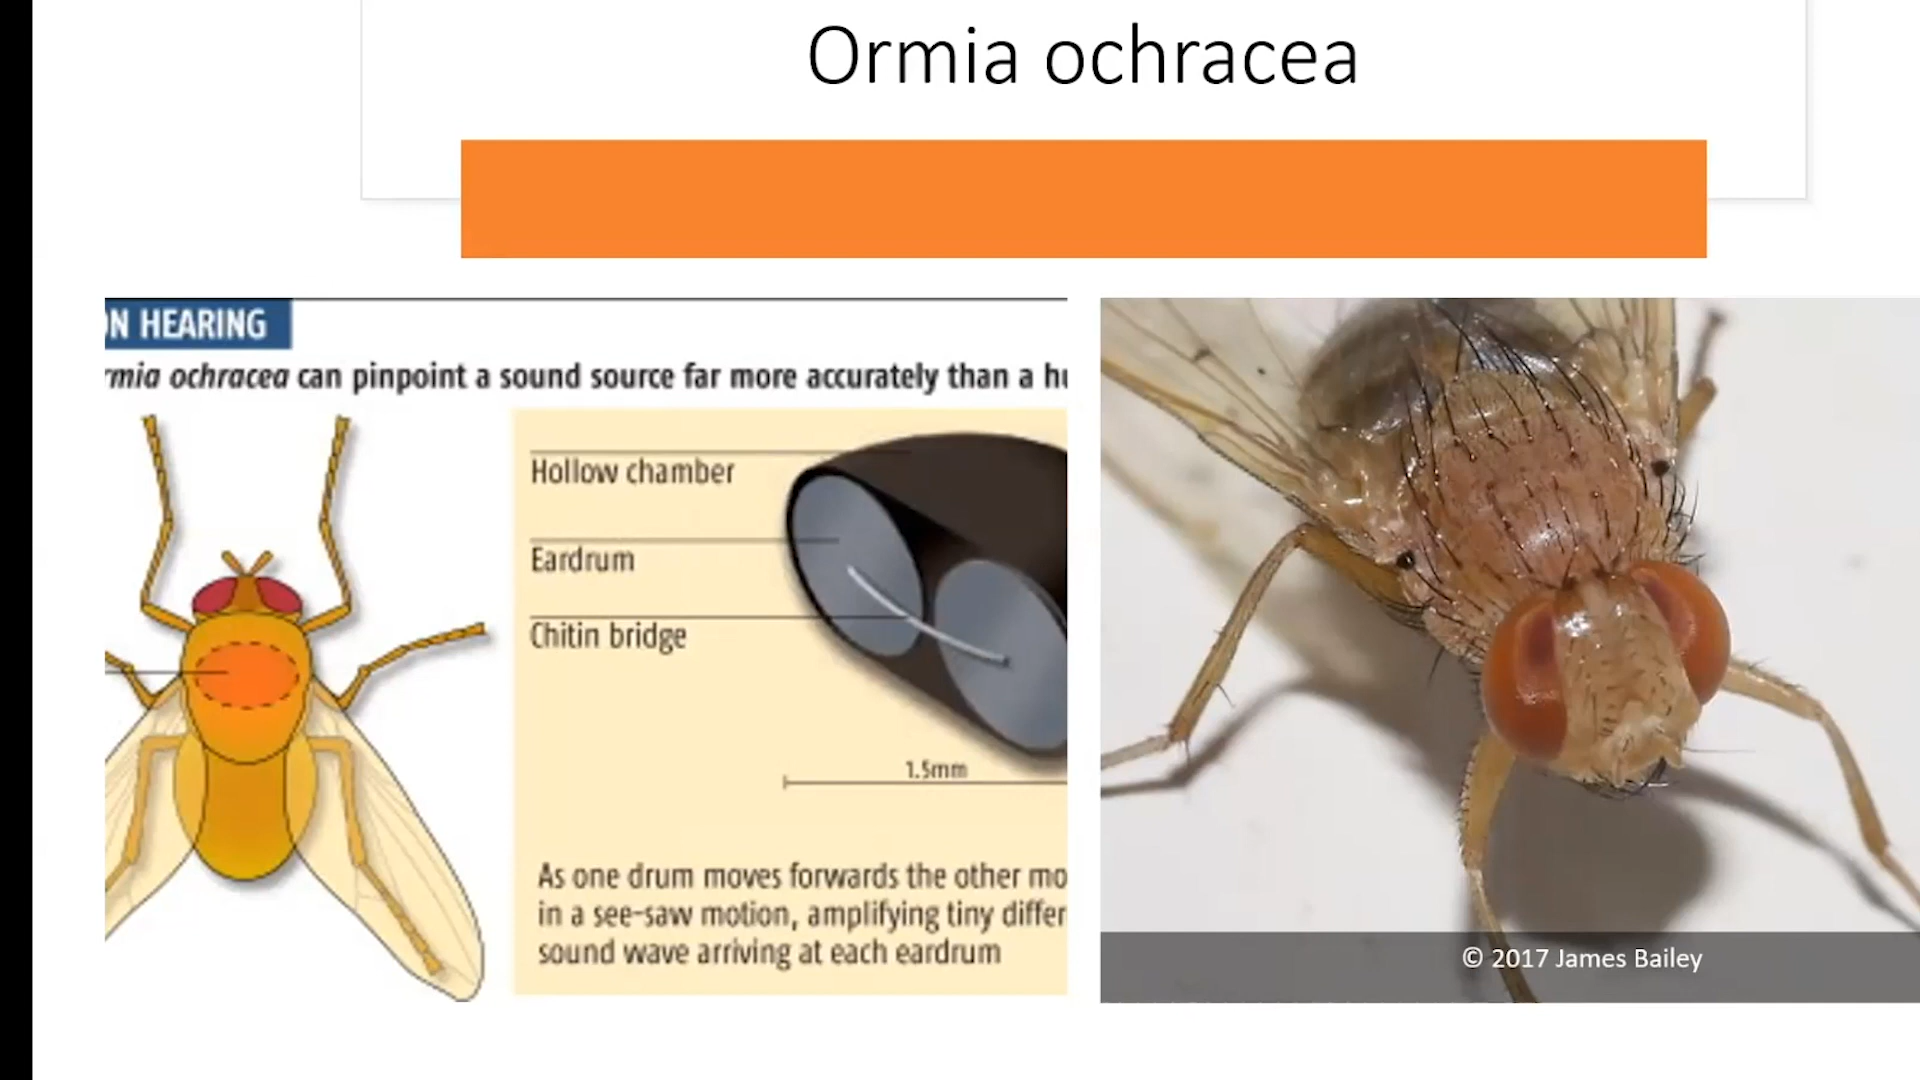 Ormia ochracea
ON HEARING
rmia ochracea can pinpoint a sound source far more accurately than a
Hollow chamber
Eardrum
Chitin bridge
1.5mm
As one drum moves forwards the other
in a see-saw motion, amplifying tiny
sound wave arriving at each eardrum
© 2017 James Bailey